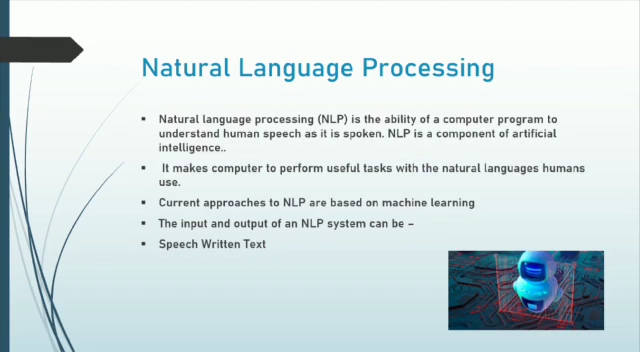 Natural Language Processing
Natural language processing (NLP) is the ability of a computer program to
understand human speech as it is spoken. NLP is a component of artificial
intelligence..
It makes computer to perform useful tasks with the natural languages humans
use.
Current approaches to NLP are based on machine learning
The input and output of an NLP system can be –
Speech Written Text